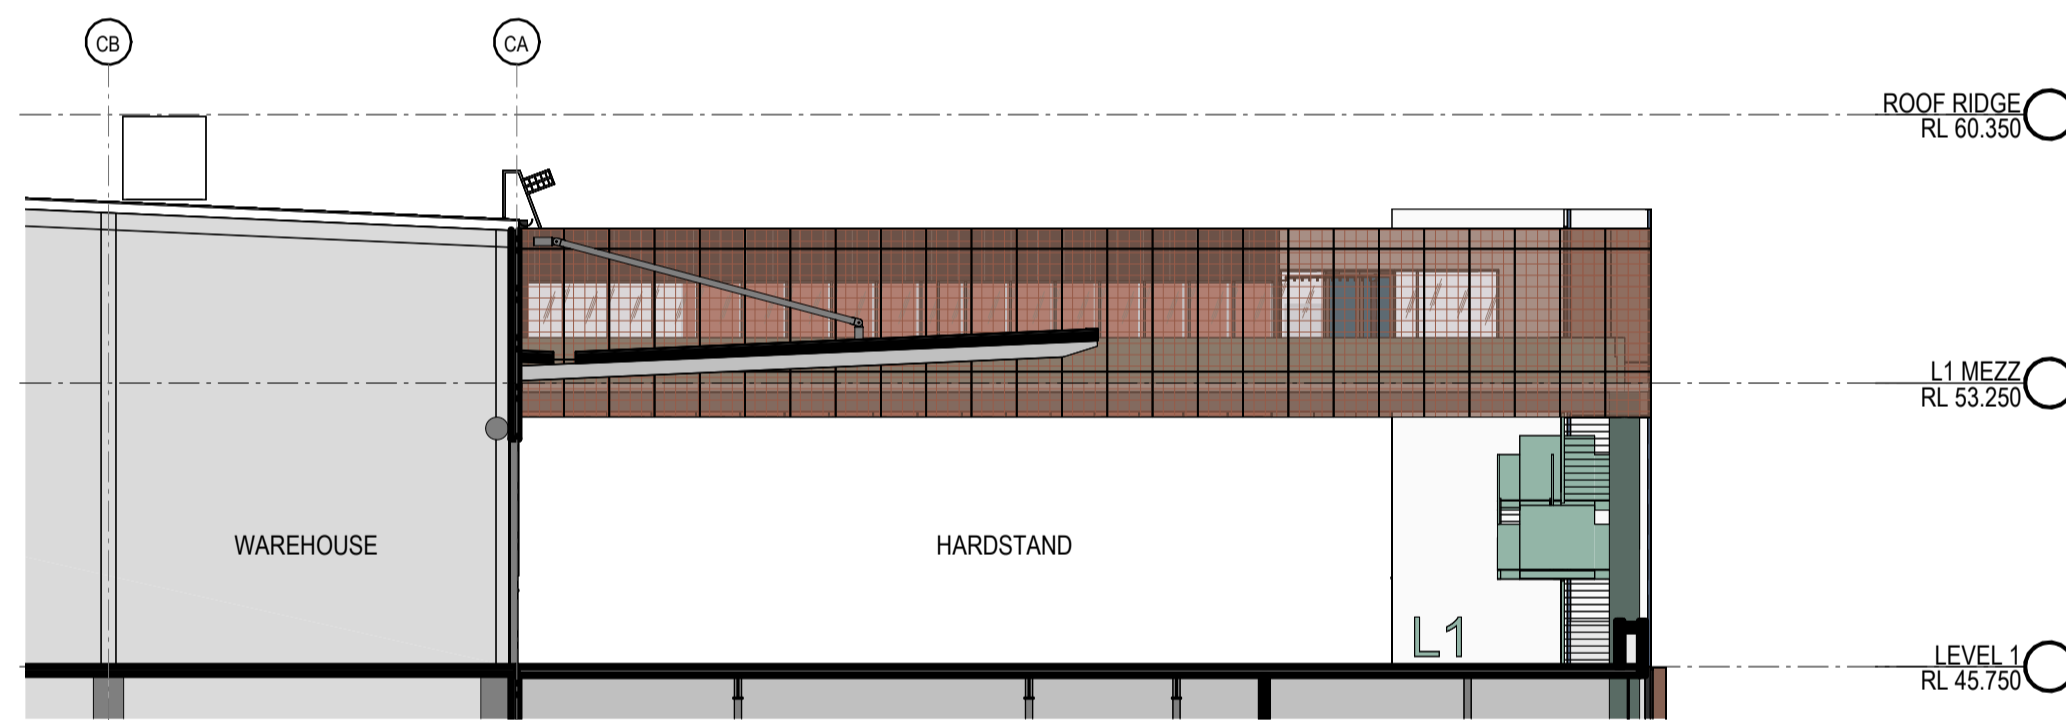 CB
CA
ROOF RIDGE
RL 60.350
L1 MEZZ
RL 53.250
WAREHOUSE
HARDSTAND
L1
LEVEL 1
RL 45.750